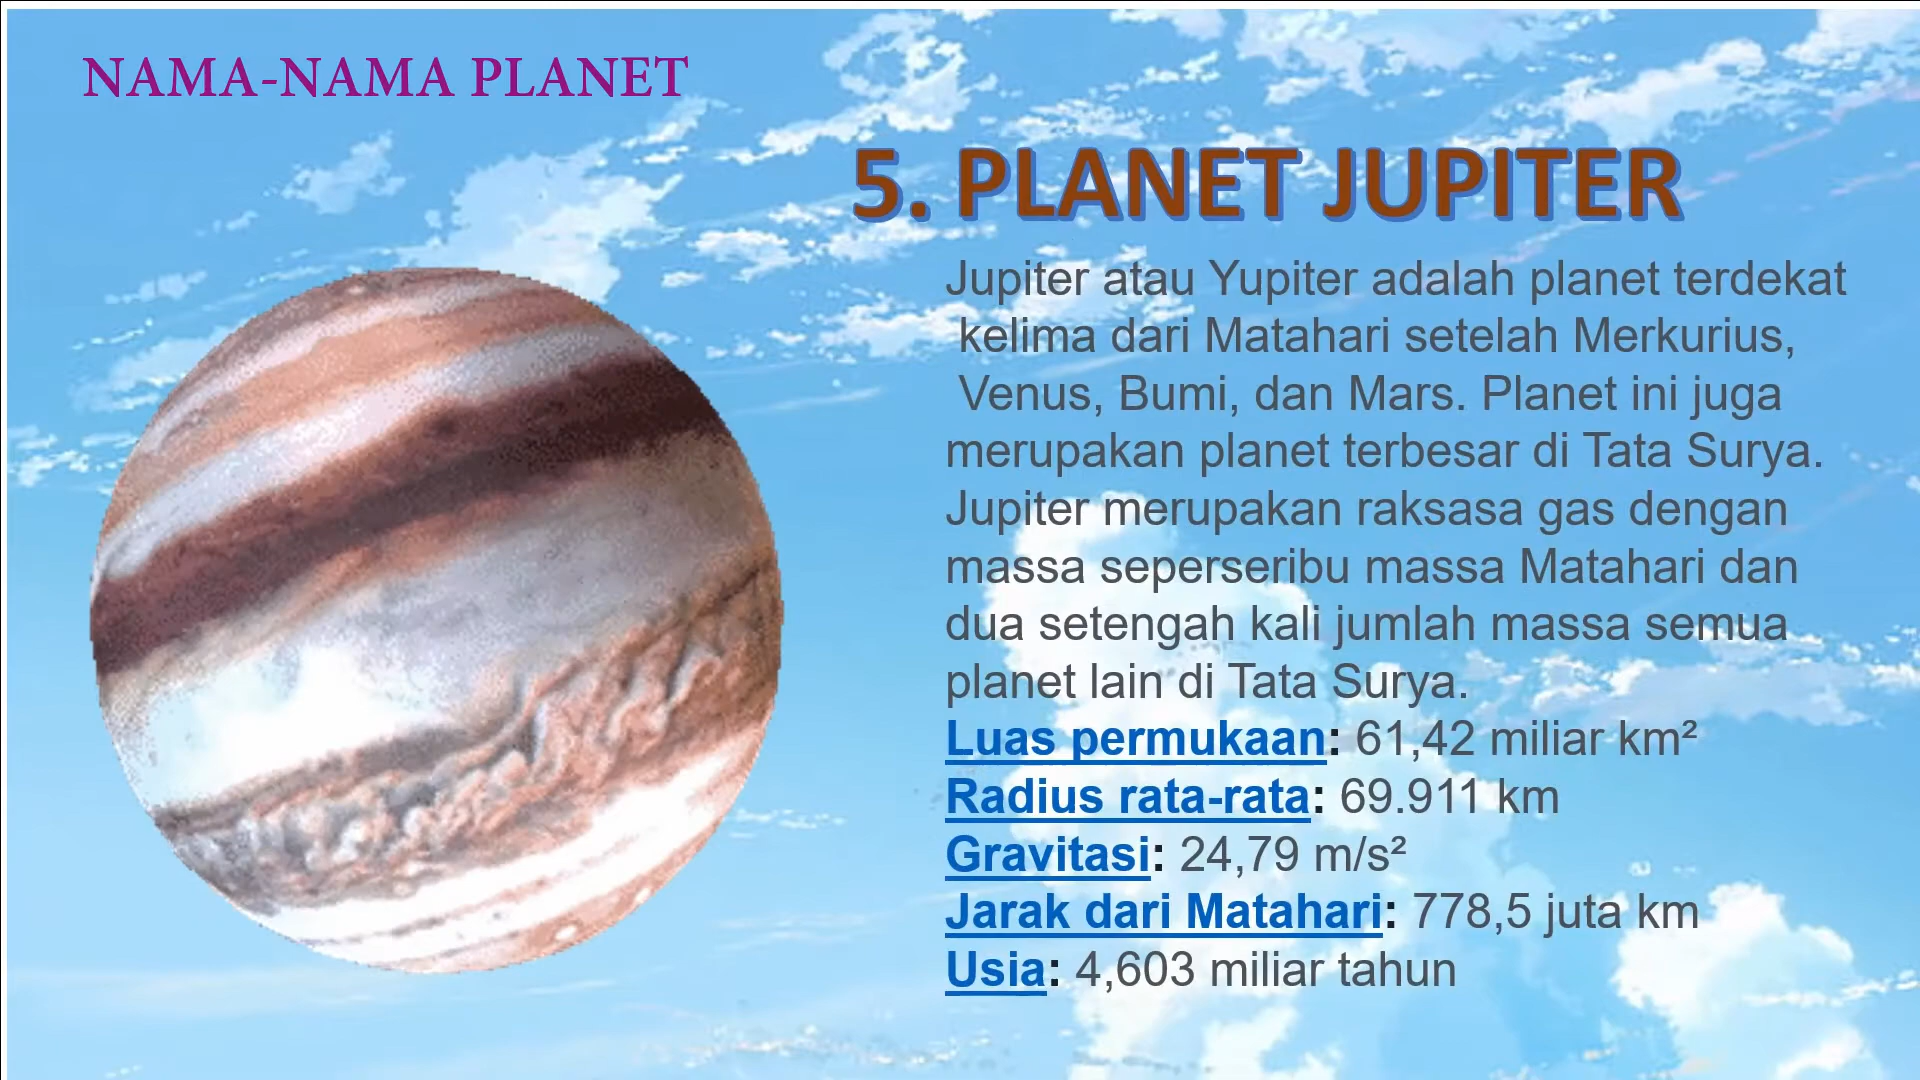 NAMA-NAMA PLANET
5. PLANET JUPITER
Jupiter atau Yupiter adalah planet terdekat
kelima dari Matahari setelah Merkurius,
Venus, Bumi, dan Mars. Planet ini juga
merupakan planet terbesar di Tata Surya.
Jupiter merupakan raksasa gas dengan
massa seperseribu massa Matahari dan
dua setengah kali jumlah massa semua
planet lain di Tata Surya.
Luas permukaan: 61,42 miliar km²
Radius rata-rata: 69.911 km
Gravitasi: 24,79 m/s²
Jarak dari Matahari: 778,5 juta km
Usia: 4,603 miliar tahun